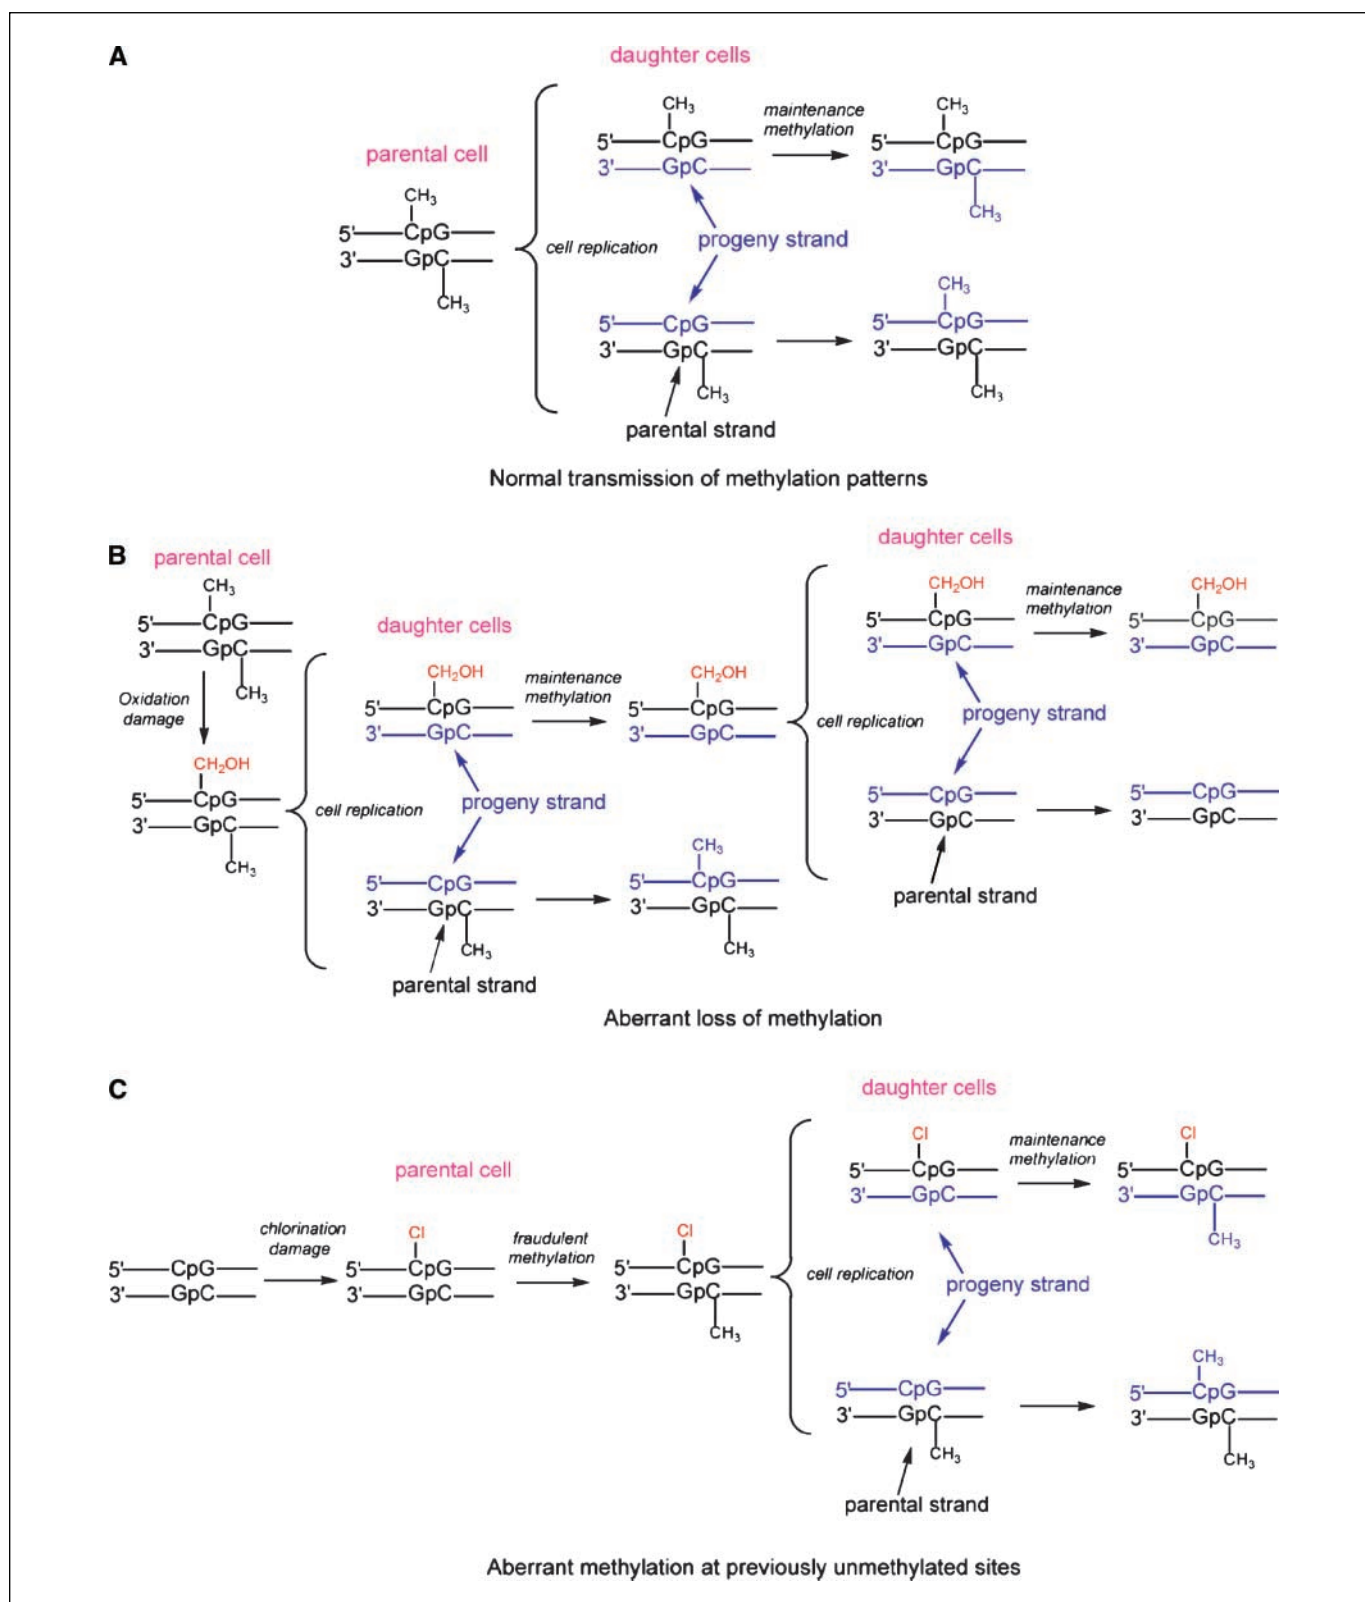 A
daughter cells
CH₃
maintenance
methylation
CH₃
5' CpG
3' GpC
5' CpG
3' GpC
CH₃
parental cell
CH₃
5' CpG
3' GpC
CH₃
cell replication
progeny strand
5' CpG
3' GpC
CH₃
CH₃
5' CpG
3' GpC
CH₃
parental strand
Normal transmission of methylation patterns
B
parental cell
CH₃
5' CpG
3' GpC
CH₃
Oxidation
damage
CH₂OH
5' CpG
3' GpC
CH₃
cell replication
daughter cells
CH₂OH
5' CpG
3' GpC
maintenance
methylation
CH₂OH
5' CpG
3' GpC
progeny strand
5' CpG
3' GpC
CH₃
parental strand
CH₃
5' CpG
3' GpC
CH₃
cell replication
daughter cells
CH₂OH
5' CpG
3' GpC
maintenance
methylation
CH₂OH
5' CpG
3' GpC
progeny strand
5' CpG
3' GpC
parental strand
5' CpG
3' GpC
Aberrant loss of methylation
C
5' CpG
3' GpC
chlorination
damage
parental cell
Cl
5' CpG
3' GpC
fraudulent
methylation
Cl
5' CpG
3' GpC
CH₃
cell replication
daughter cells
Cl
5' CpG
3' GpC
maintenance
methylation
Cl
5' CpG
3' GpC
CH₃
progeny strand
5' CpG
3' GpC
CH₃
parental strand
CH₃
5' CpG
3' GpC
CH₃
Aberrant methylation at previously unmethylated sites